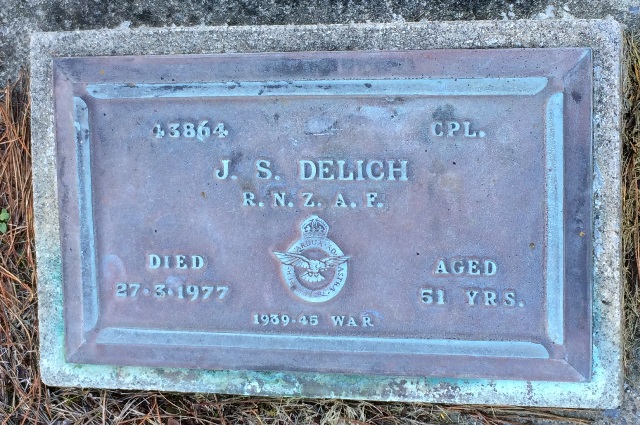 43864 CPL.
J. S. DELICH
R. N. Z. A. F.
DIED AGED
27·3·1977 51 YRS.
1939-45 WAR